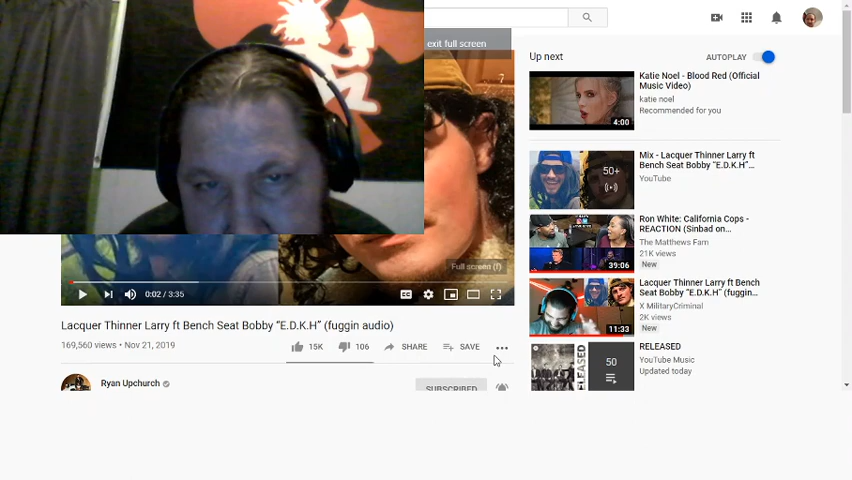 exit full screen
Up next
AUTOPLAY
Katie Noel - Blood Red (Official
Music Video)
katie noel
Recommended for you
4:00
Mix - Lacquer Thinner Larry ft
Bench Seat Bobby "E.D.K.H"...
YouTube
50+
Ron White: California Cops -
REACTION (Sinbad on...
The Matthews Fam
21K views
New
39:06
Lacquer Thinner Larry ft Bench
Seat Bobby "E.D.K.H" (fuggin...
X MilitaryCriminal
2K views
New
11:33
RELEASED
YouTube Music
Updated today
50
RELEASED
Full screen (f)
0:02 / 3:35
CC
Lacquer Thinner Larry ft Bench Seat Bobby "E.D.K.H" (fuggin audio)
169,560 views • Nov 21, 2019
15K
106
SHARE
SAVE
Ryan Upchurch
SUBSCRIBED